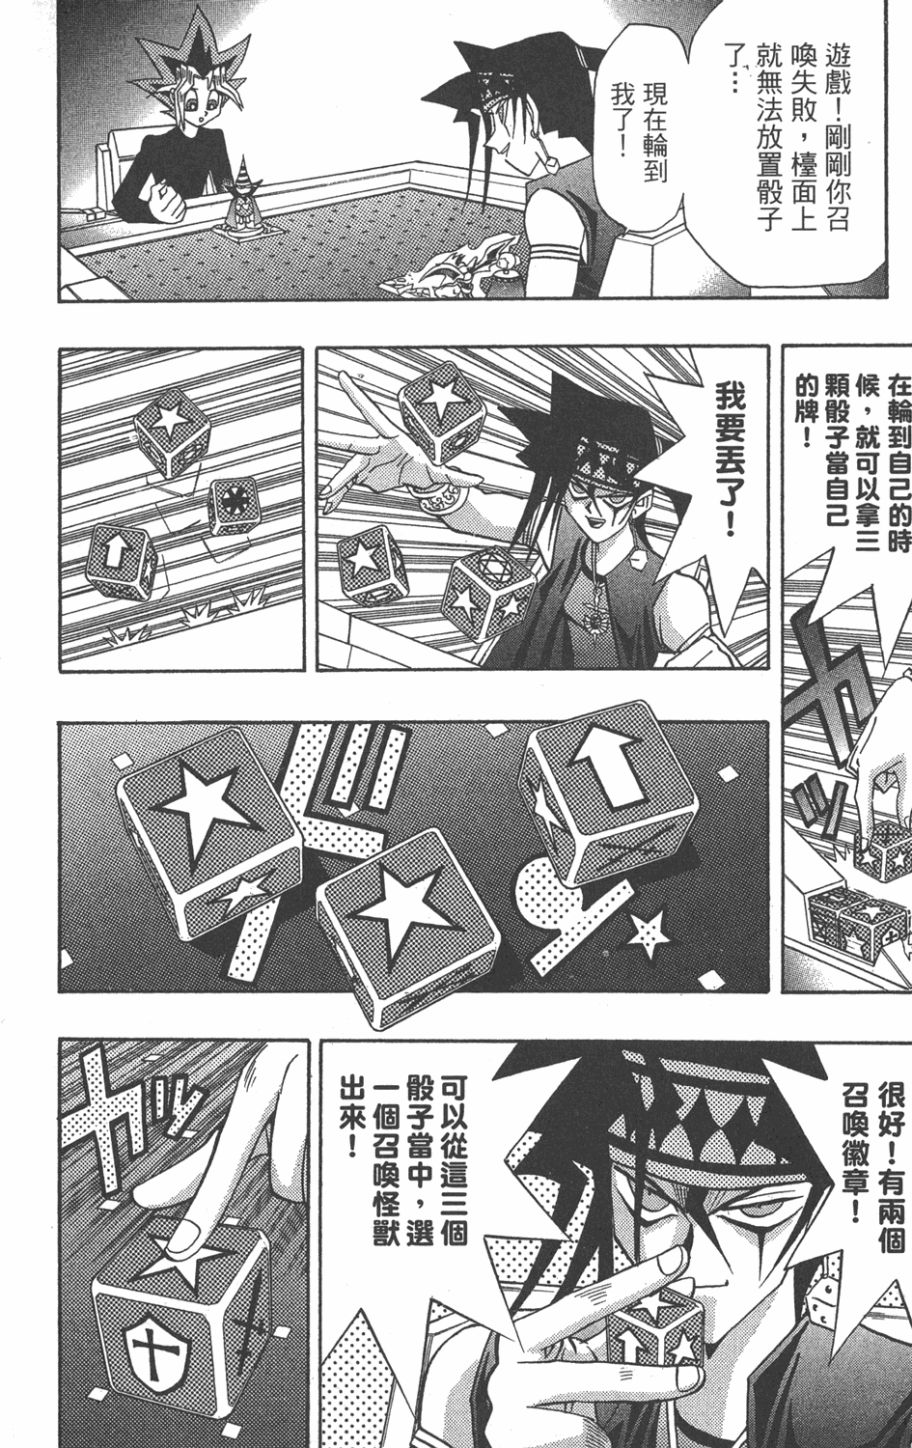 遊戲！剛剛你召
喚失敗，檯面上
就無法放置骰子
了…
現在輪到
我了！
在輪到自己的時
候，就可以拿三
顆骰子當自己
的牌！
カ
ツ
我要丟了！
很好！有兩個
召喚徽章！
可以從這三個
骰子當中，選
一個召喚怪獸
出來！
カ
ッ